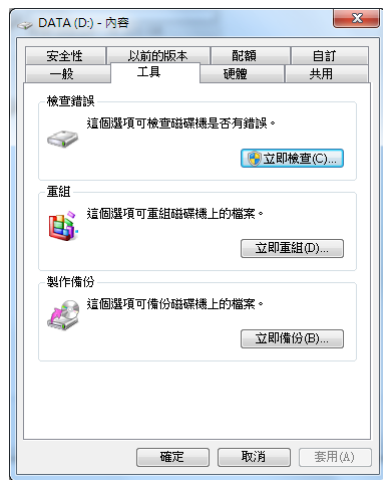 DATA (D:) - 內容
安全性 以前的版本 配額 自訂
一般 工具 硬體 共用
檢查錯誤
這個選項可檢查磁碟機是否有錯誤。
立即檢查(C)...
重組
這個選項可重組磁碟機上的檔案。
立即重組(D)...
製作備份
這個選項可備份磁碟機上的檔案。
立即備份(B)...
確定 取消 套用(A)